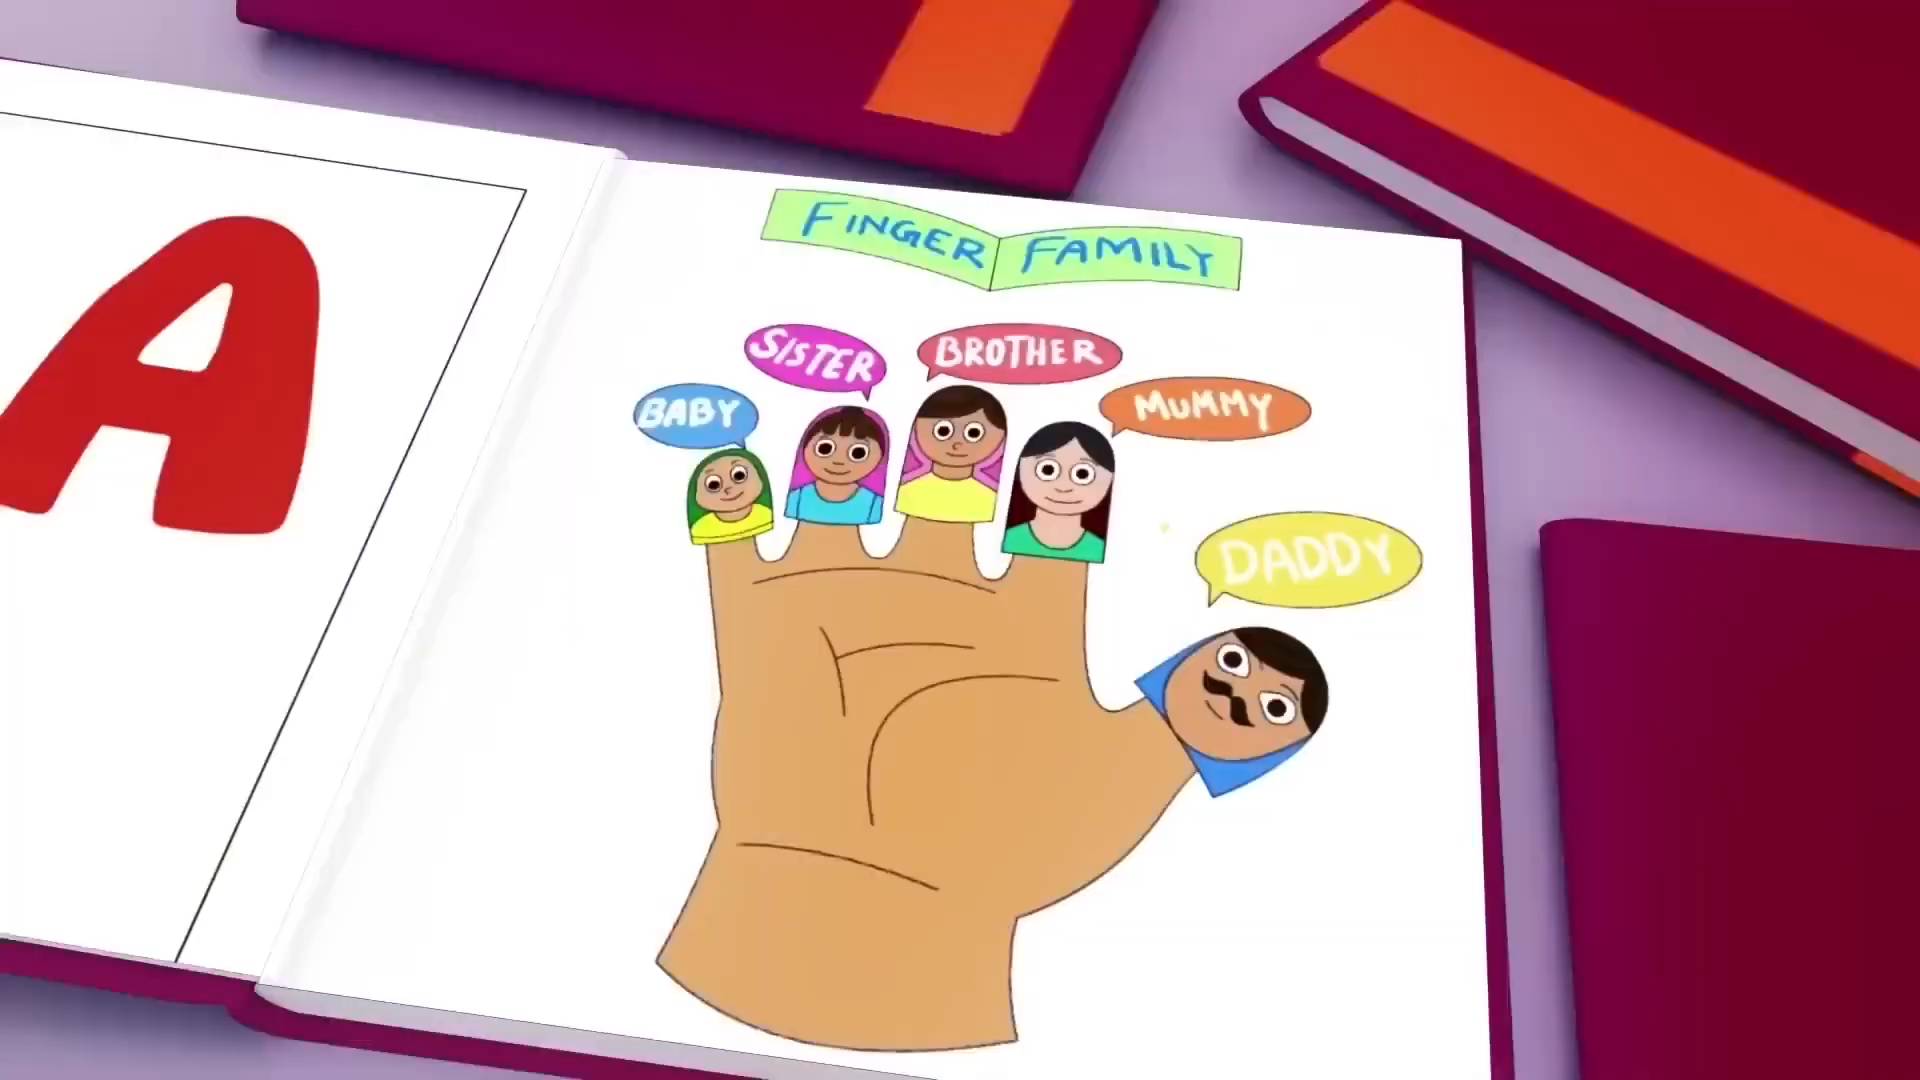 A
FINGER FAMILY
SISTER
BROTHER
BABY
MUMMY
DADDY